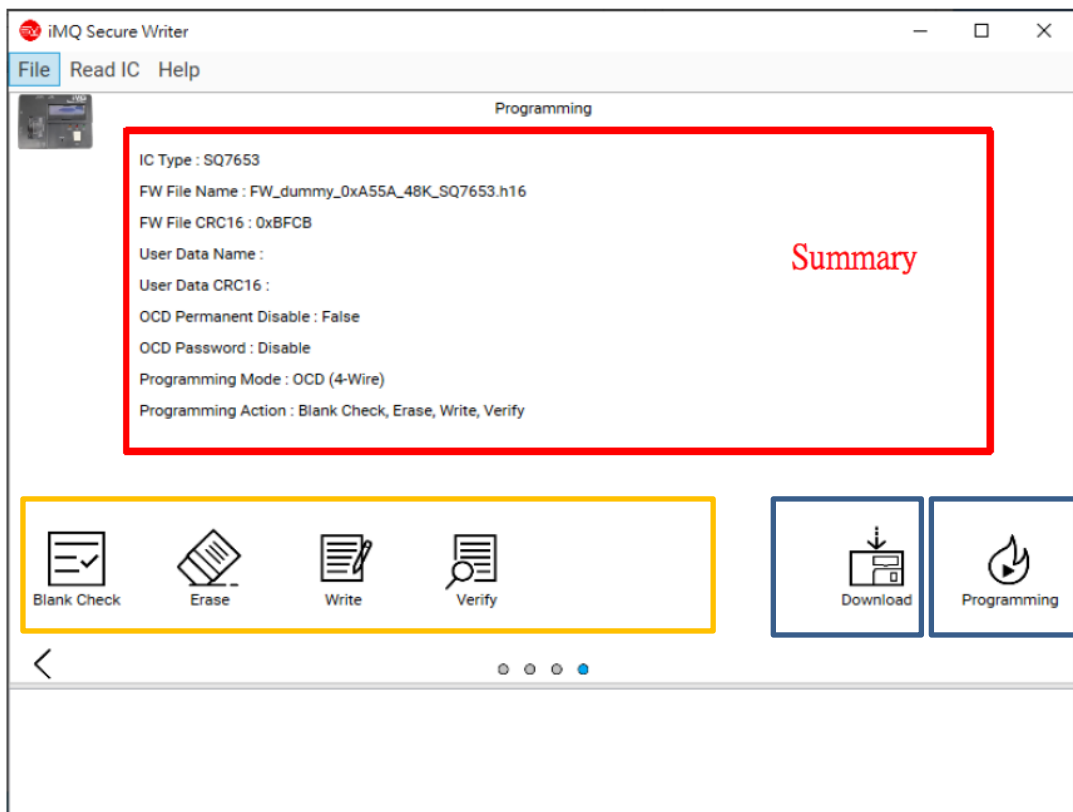 iMQ Secure Writer
File Read IC Help
Programming
IC Type : SQ7653
FW File Name : FW_dummy_0xA55A_48K_SQ7653.h16
FW File CRC16 : 0xBFCB
User Data Name :
User Data CRC16 :
OCD Permanent Disable : False
OCD Password : Disable
Programming Mode : OCD (4-Wire)
Programming Action : Blank Check, Erase, Write, Verify
Summary
Blank Check Erase Write Verify Download Programming